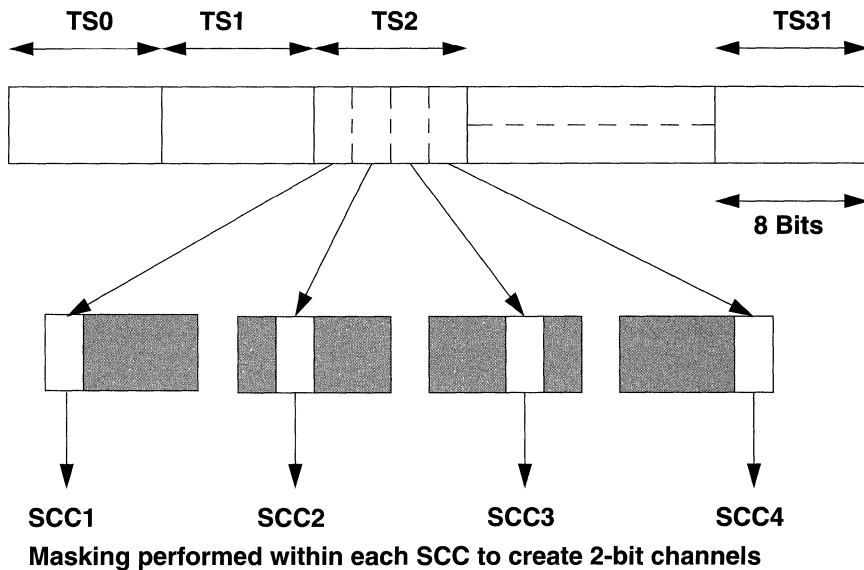 TS0 TS1 TS2 TS31
8 Bits
SCC1 SCC2 SCC3 SCC4
Masking performed within each SCC to create 2-bit channels